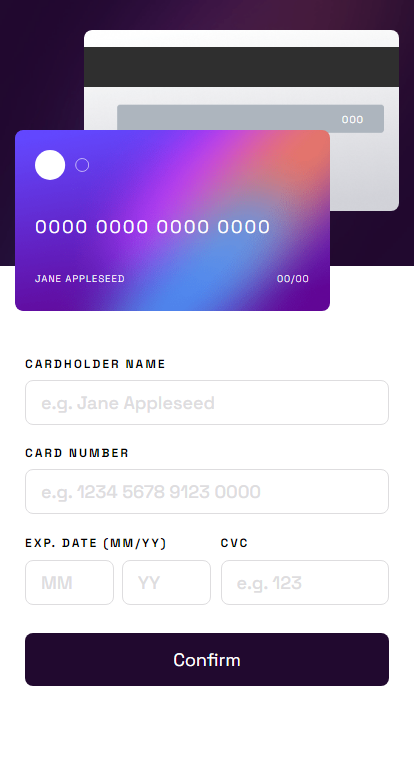 000
0000 0000 0000 0000
JANE APPLESEED 00/00
CARDHOLDER NAME
e.g. Jane Appleseed
CARD NUMBER
e.g. 1234 5678 9123 0000
EXP. DATE (MM/YY) CVC
MM YY e.g. 123
Confirm